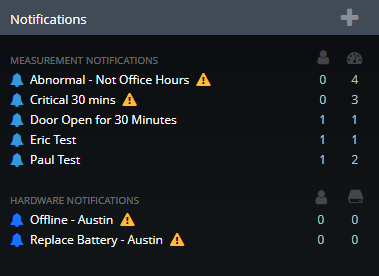 Notifications
MEASUREMENT NOTIFICATIONS
Abnormal - Not Office Hours 0 4
Critical 30 mins 0 3
Door Open for 30 Minutes 1 1
Eric Test 1 1
Paul Test 1 2
HARDWARE NOTIFICATIONS
Offline - Austin 0 0
Replace Battery - Austin 0 0